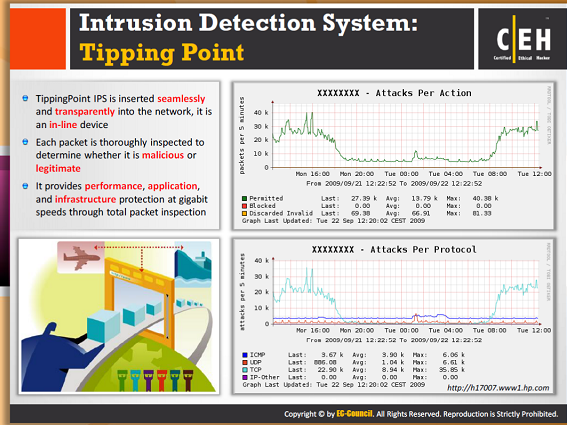 Intrusion Detection System:
Tipping Point
C|EH
Certified Ethical Hacker
TippingPoint IPS is inserted seamlessly
and transparently into the network, it is
an in-line device
Each packet is thoroughly inspected to
determine whether it is malicious or
legitimate
It provides performance, application,
and infrastructure protection at gigabit
speeds through total packet inspection
XXXXXXXX - Attacks Per Action
packets per 5 minutes
40 k
30 k
20 k
10 k
0
Mon 16:00 Mon 20:00 Tue 00:00 Tue 04:00 Tue 08:00 Tue 12:00
From 2009/09/21 12:22:52 To 2009/09/22 12:22:52
Permitted Last: 27.39 k Avg: 13.79 k Max: 40.38 k
Blocked Last: 0.00 Avg: 0.00 Max: 0.00
Discarded Invalid Last: 69.38 Avg: 66.91 Max: 81.33
Graph Last Updated: Tue 22 Sep 12:20:02 CEST 2009
XXXXXXXX - Attacks Per Protocol
attacks per 5 minutes
40 k
30 k
20 k
10 k
0
Mon 16:00 Mon 20:00 Tue 00:00 Tue 04:00 Tue 08:00 Tue 12:00
From 2009/09/21 12:22:52 To 2009/09/22 12:22:52
ICMP Last: 3.67 k Avg: 3.90 k Max: 6.06 k
UDP Last: 886.08 Avg: 1.04 k Max: 6.61 k
TCP Last: 22.90 k Avg: 8.94 k Max: 35.85 k
IP-Other Last: 0.00 Avg: 0.00 Max: 0.00
Graph Last Updated: Tue 22 Sep 12:20:02 CEST 2009
http://h17007.www1.hp.com
Copyright © by EC-Council. All Rights Reserved. Reproduction is Strictly Prohibited.